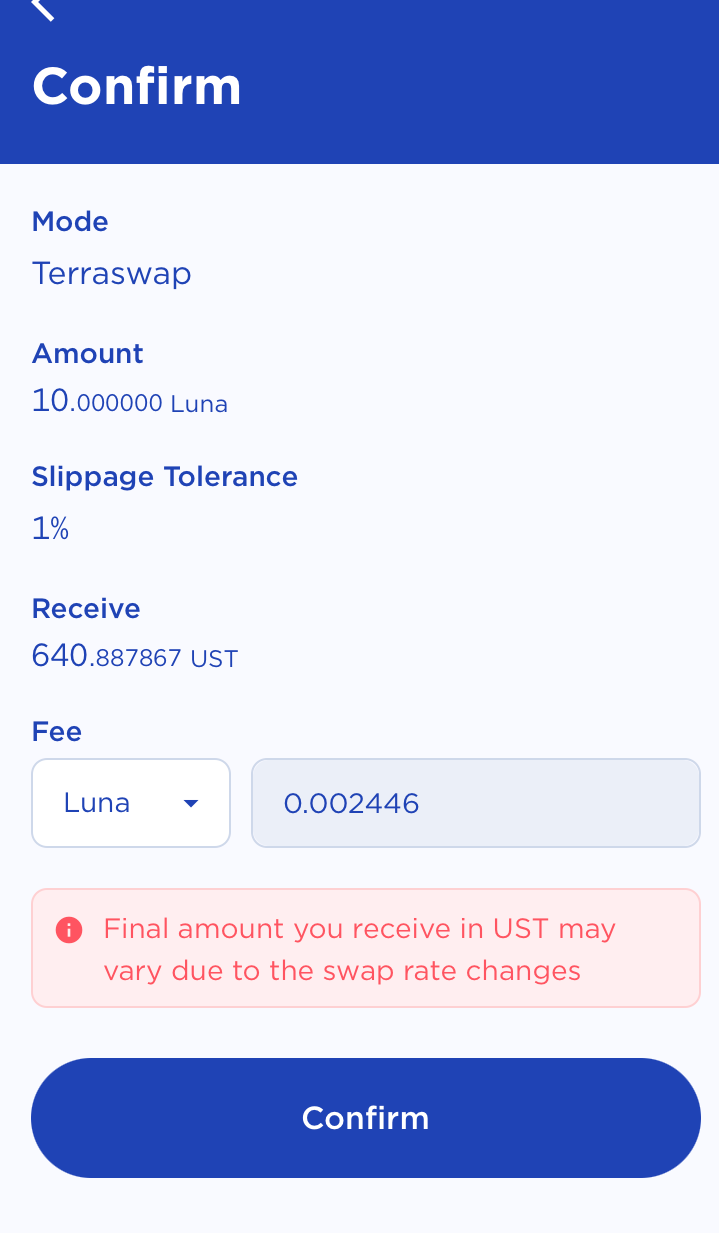 Confirm
Mode
Terraswap
Amount
10.000000 Luna
Slippage Tolerance
1%
Receive
640.887867 UST
Fee
Luna 0.002446
Final amount you receive in UST may
vary due to the swap rate changes
Confirm